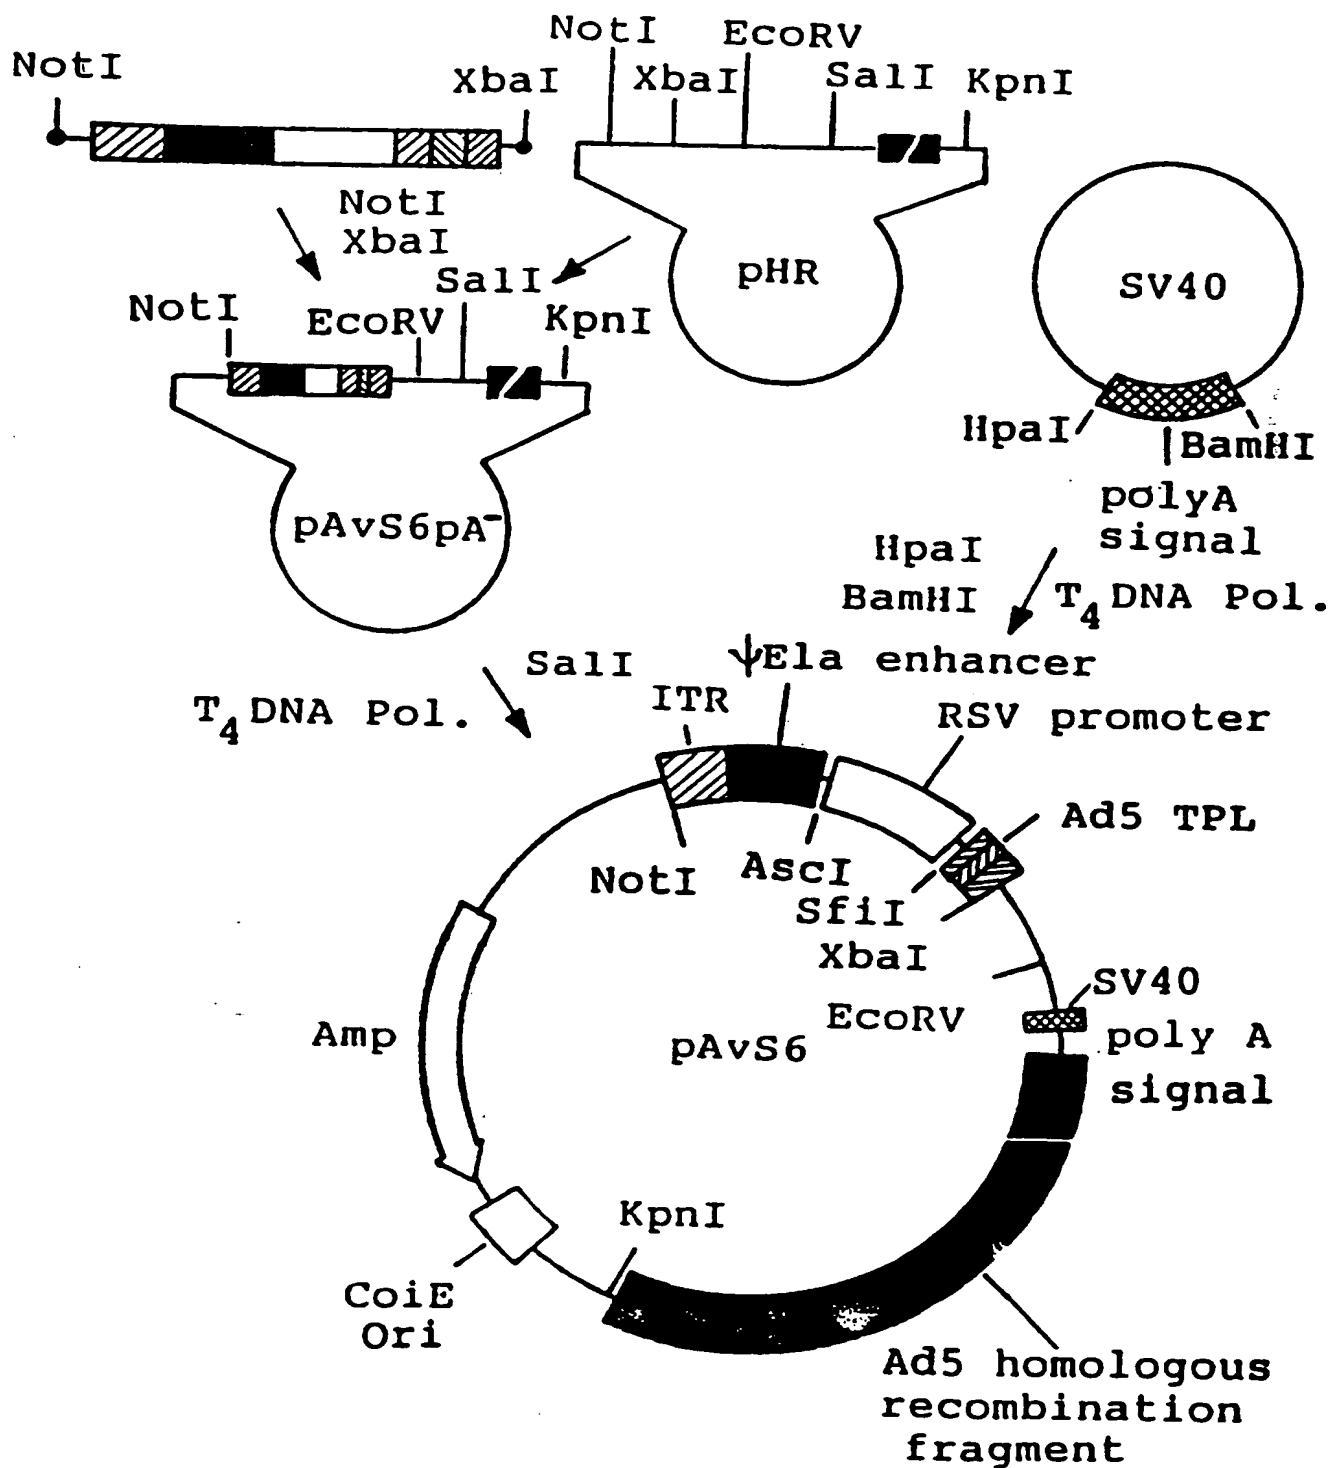 NotI
XbaI
NotI
EcoRV
XbaI
SalI
KpnI
NotI
XbaI
pHR
SV40
HpaI
BamHI
polyA
signal
NotI
EcoRV
SalI
KpnI
pAvS6pA-
HpaI
BamHI
T4 DNA Pol.
SalI
T4 DNA Pol.
ITR
ψEla enhancer
RSV promoter
Ad5 TPL
NotI
AscI
SfiI
XbaI
EcoRV
SV40
poly A
signal
Amp
pAvS6
KpnI
CoiE
Ori
Ad5 homologous
recombination
fragment